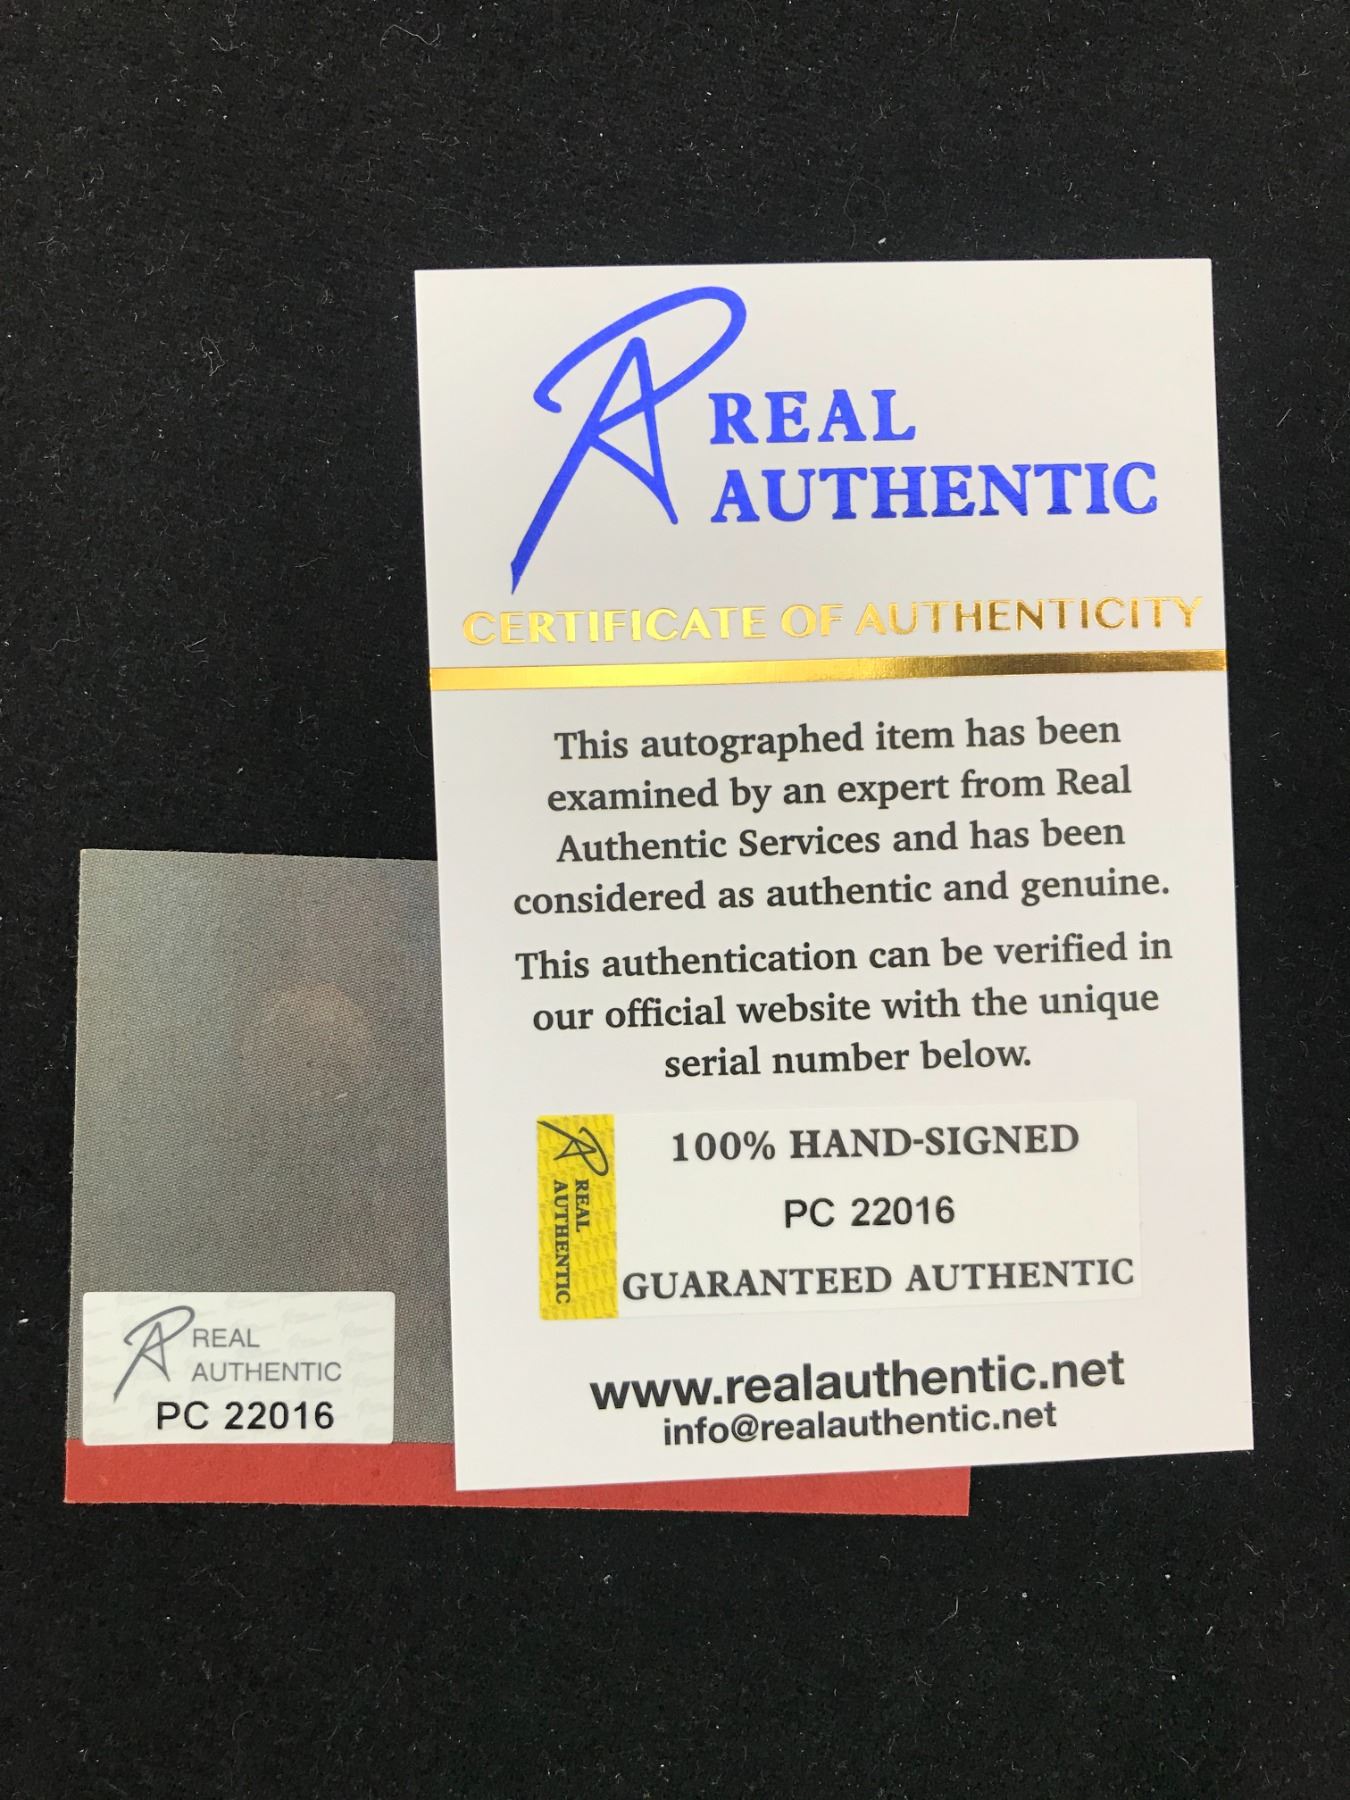 REAL
AUTHENTIC
CERTIFICATE OF AUTHENTICITY
This autographed item has been
examined by an expert from Real
Authentic Services and has been
considered as authentic and genuine.
This authentication can be verified in
our official website with the unique
serial number below.
REAL
AUTHENTIC
100% HAND-SIGNED
PC 22016
GUARANTEED AUTHENTIC
www.realauthentic.net
info@realauthentic.net
REAL
AUTHENTIC
PC 22016